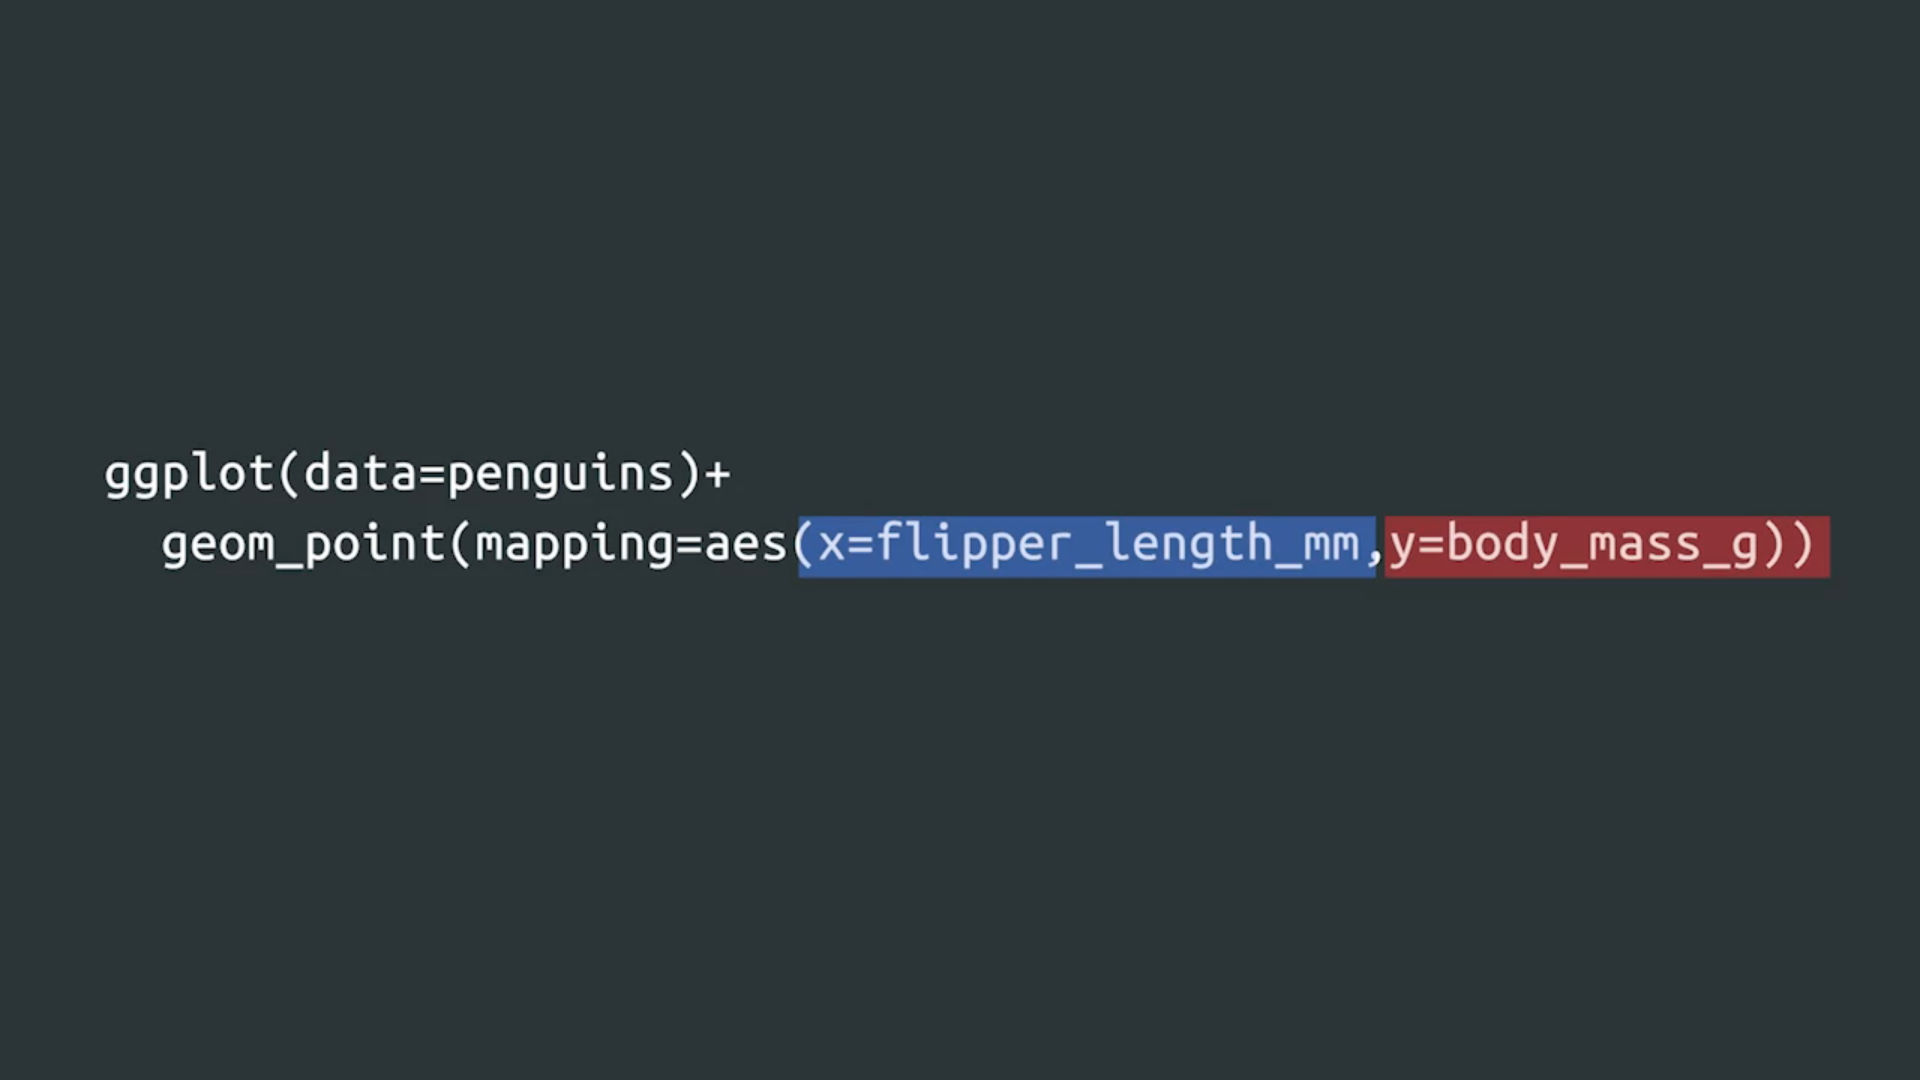 ggplot(data=penguins)+
geom_point(mapping=aes(x=flipper_length_mm,y=body_mass_g))